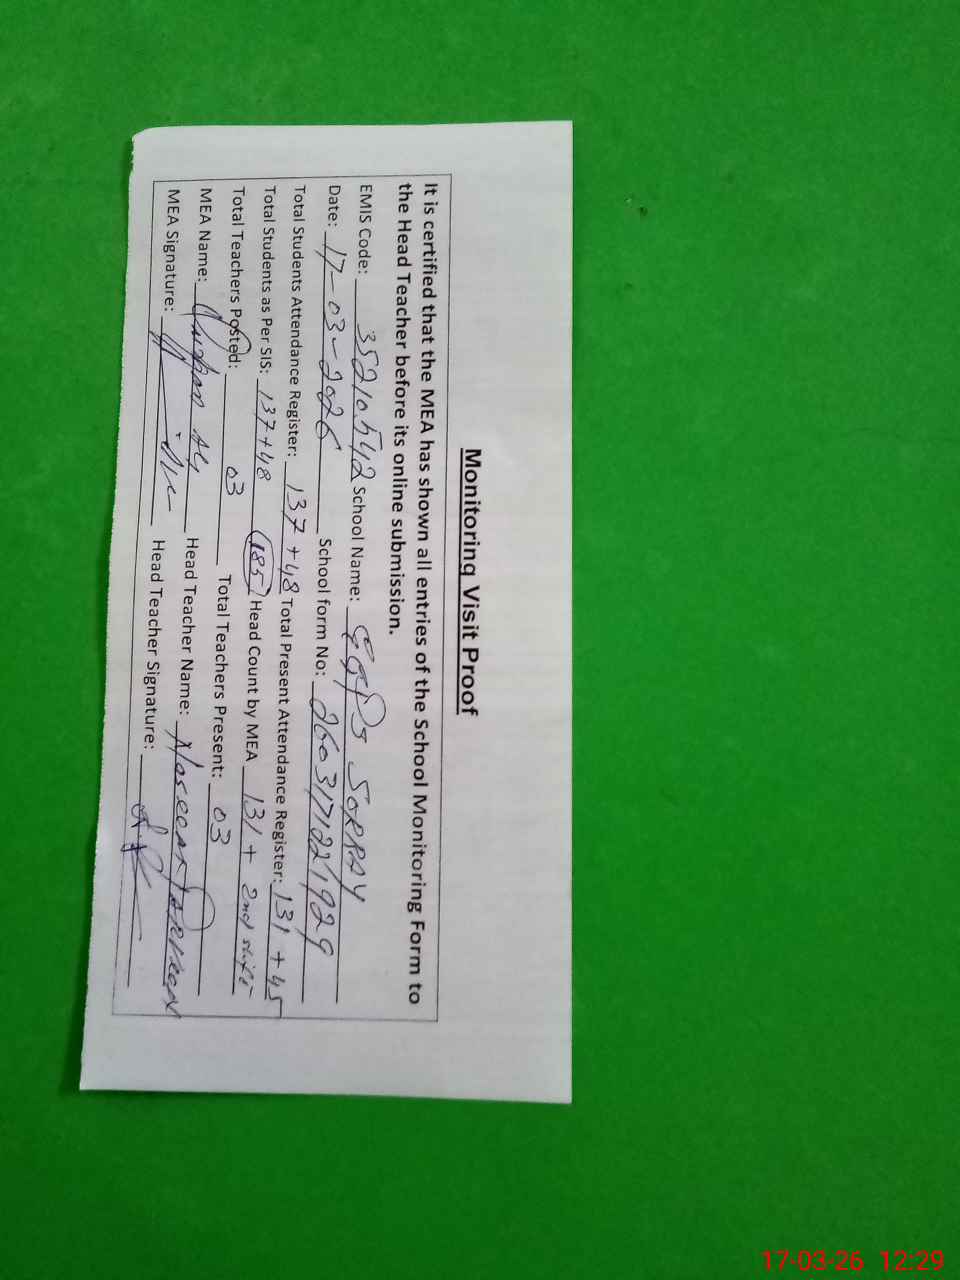 Monitoring Visit Proof
It is certified that the MEA has shown all entries of the School Monitoring Form to
the Head Teacher before its online submission.
EMIS Code: 35210542 School Name: GGPS SORRAY
Date: 17-03-2026 School form No: 2603171221929
Total Students Attendance Register: 137+48 Total Present Attendance Register: 131+45
Total Students as Per SIS: 137+48 (185) Head Count by MEA 131 + 2nd shift
Total Teachers Posted: 03 Total Teachers Present: 03
MEA Name: Head Teacher Name: Parveen
MEA Signature: Head Teacher Signature:
17-03-26 12:29